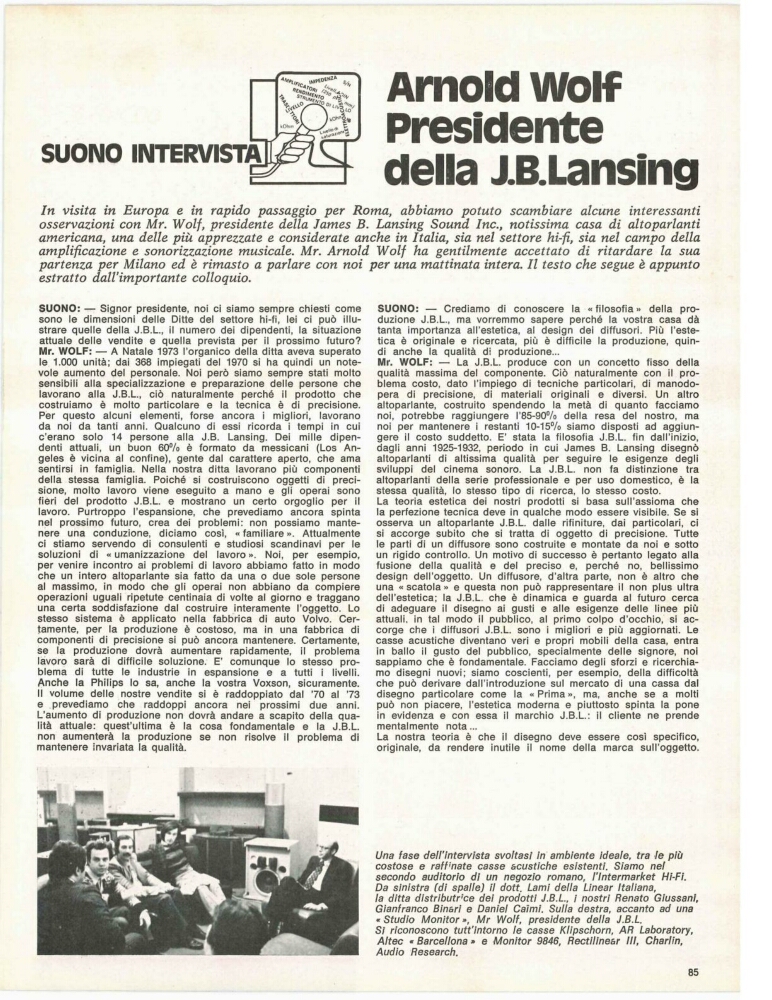 SUONO INTERVISTA
AMPLIFICATORI
IMPEDENZA
RENDIMENTO
STRUMENTO DI
LIVELLO
TRASDUTTORI
Arnold Wolf
Presidente
della J.B.Lansing
In visita in Europa e in rapido passaggio per Roma, abbiamo potuto scambiare alcune interessanti
osservazioni con Mr. Wolf, presidente della James B. Lansing Sound Inc., notissima casa di altoparlanti
americana, una delle più apprezzate e considerate anche in Italia, sia nel settore hi-fi, sia nel campo della
amplificazione e sonorizzazione musicale. Mr. Arnold Wolf ha gentilmente accettato di ritardare la sua
partenza per Milano ed è rimasto a parlare con noi per una mattinata intera. Il testo che segue è appunto
estratto dall'importante colloquio.
SUONO: — Signor presidente, noi ci siamo sempre chiesti come
sono le dimensioni delle Ditte del settore hi-fi, lei ci può illu-
strare quelle della J.B.L., il numero dei dipendenti, la situazione
attuale delle vendite e quella prevista per il prossimo futuro?
Mr. WOLF: — A Natale 1973 l'organico della ditta aveva superato
le 1.000 unità; dai 368 impiegati del 1970 si ha quindi un note-
vole aumento del personale. Noi però siamo sempre stati molto
sensibili alla specializzazione e preparazione delle persone che
lavorano alla J.B.L., ciò naturalmente perché il prodotto che
costruiamo è molto particolare e la tecnica è di precisione.
Per questo alcuni elementi, forse ancora i migliori, lavorano
da noi da tanti anni. Qualcuno di essi ricorda i tempi in cui
c'erano solo 14 persone alla J.B. Lansing. Dei mille dipen-
denti attuali, un buon 60% è formato da messicani (Los An-
geles è vicina al confine), gente dal carattere aperto, che ama
sentirsi in famiglia. Nella nostra ditta lavorano più componenti
della stessa famiglia. Poiché si costruiscono oggetti di preci-
sione, molto lavoro viene eseguito a mano e gli operai sono
fieri del prodotto J.B.L. e mostrano un certo orgoglio per il
lavoro. Purtroppo l'espansione, che prevediamo ancora spinta
nel prossimo futuro, crea dei problemi: non possiamo mante-
nere una conduzione, diciamo così, «familiare». Attualmente
ci stiamo servendo di consulenti e studiosi scandinavi per le
soluzioni di «umanizzazione del lavoro». Noi, per esempio,
per venire incontro ai problemi di lavoro abbiamo fatto in modo
che un intero altoparlante sia fatto da una o due sole persone
al massimo, in modo che gli operai non abbiano da compiere
operazioni uguali ripetute centinaia di volte al giorno e traggano
una certa soddisfazione dal costruire interamente l'oggetto. Lo
stesso sistema è applicato nella fabbrica di auto Volvo. Cer-
tamente, per la produzione è costoso, ma in una fabbrica di
componenti di precisione si può ancora mantenere. Certamente,
se la produzione dovrà aumentare rapidamente, il problema
lavoro sarà di difficile soluzione. E' comunque lo stesso pro-
blema di tutte le industrie in espansione e a tutti i livelli.
Anche la Philips lo sa, anche la vostra Voxson, sicuramente.
Il volume delle nostre vendite si è raddoppiato dal '70 al '73
e prevediamo che raddoppi ancora nei prossimi due anni.
L'aumento di produzione non dovrà andare a scapito della qua-
lità attuale: quest'ultima è la cosa fondamentale e la J.B.L.
non aumenterà la produzione se non risolve il problema di
mantenere invariata la qualità.
SUONO: — Crediamo di conoscere la «filosofia» della pro-
duzione J.B.L., ma vorremmo sapere perché la vostra casa dà
tanta importanza all'estetica, al design dei diffusori. Più l'este-
tica è originale e ricercata, più è difficile la produzione, quin-
di anche la qualità di produzione...
Mr. WOLF: — La J.B.L. produce con un concetto fisso della
qualità massima del componente. Ciò naturalmente con il pro-
blema costo, dato l'impiego di tecniche particolari, di manodo-
pera di precisione, di materiali originali e diversi. Un altro
altoparlante, costruito spendendo la metà di quanto facciamo
noi, potrebbe raggiungere l'85-90% della resa del nostro, ma
noi per mantenere i restanti 10-15% siamo disposti ad aggiun-
gere il costo suddetto. E' stata la filosofia J.B.L. fin dall'inizio,
dagli anni 1925-1932, periodo in cui James B. Lansing disegnò
altoparlanti di altissima qualità per seguire le esigenze degli
sviluppi del cinema sonoro. La J.B.L. non fa distinzione tra
altoparlanti della serie professionale e per uso domestico, è la
stessa qualità, lo stesso tipo di ricerca, lo stesso costo.
La teoria estetica dei nostri prodotti si basa sull'assioma che
la perfezione tecnica deve in qualche modo essere visibile. Se si
osserva un altoparlante J.B.L. dalle rifiniture, dai particolari, ci
si accorge subito che si tratta di oggetto di precisione. Tutte
le parti di un diffusore sono costruite e montate da noi e sotto
un rigido controllo. Un motivo di successo è pertanto legato alla
fusione della qualità e del preciso e, perché no, bellissimo
design dell'oggetto. Un diffusore, d'altra parte, non è altro che
una «scatola» e questa non può rappresentare il non plus ultra
dell'estetica; la J.B.L. che è dinamica e guarda al futuro cerca
di adeguare il disegno ai gusti e alle esigenze delle linee più
attuali, in tal modo il pubblico, al primo colpo d'occhio, si ac-
corge che i diffusori J.B.L. sono i migliori e più aggiornati. Le
casse acustiche diventano veri e propri mobili della casa, entra
in ballo il gusto del pubblico, specialmente delle signore, noi
sappiamo che è fondamentale. Facciamo degli sforzi e ricerchia-
mo disegni nuovi; siamo coscienti, per esempio, della difficoltà
che può derivare dall'introduzione sul mercato di una cassa dal
disegno particolare come la «Prima», ma, anche se a molti
può non piacere, l'estetica moderna e piuttosto spinta la pone
in evidenza e con essa il marchio J.B.L.: il cliente ne prende
mentalmente nota...
La nostra teoria è che il disegno deve essere così specifico,
originale, da rendere inutile il nome della marca sull'oggetto.
Una fase dell'intervista svoltasi in ambiente ideale, tra le più
costose e raffinate casse acustiche esistenti. Siamo nel
secondo auditorio di un negozio romano, l'Intermarket Hi-Fi.
Da sinistra (di spalle) il dott. Lami della Linear Italiana,
la ditta distributrice dei prodotti J.B.L., i nostri Renato Giussani,
Gianfranco Binari e Daniel Caimi. Sulla destra, accanto ad una
«Studio Monitor», Mr Wolf, presidente della J.B.L.
Si riconoscono tutt'intorno le casse Klipschorn, AR Laboratory,
Altec «Barcellona» e Monitor 9846, Rectilinear III, Charlin,
Audio Research.
85